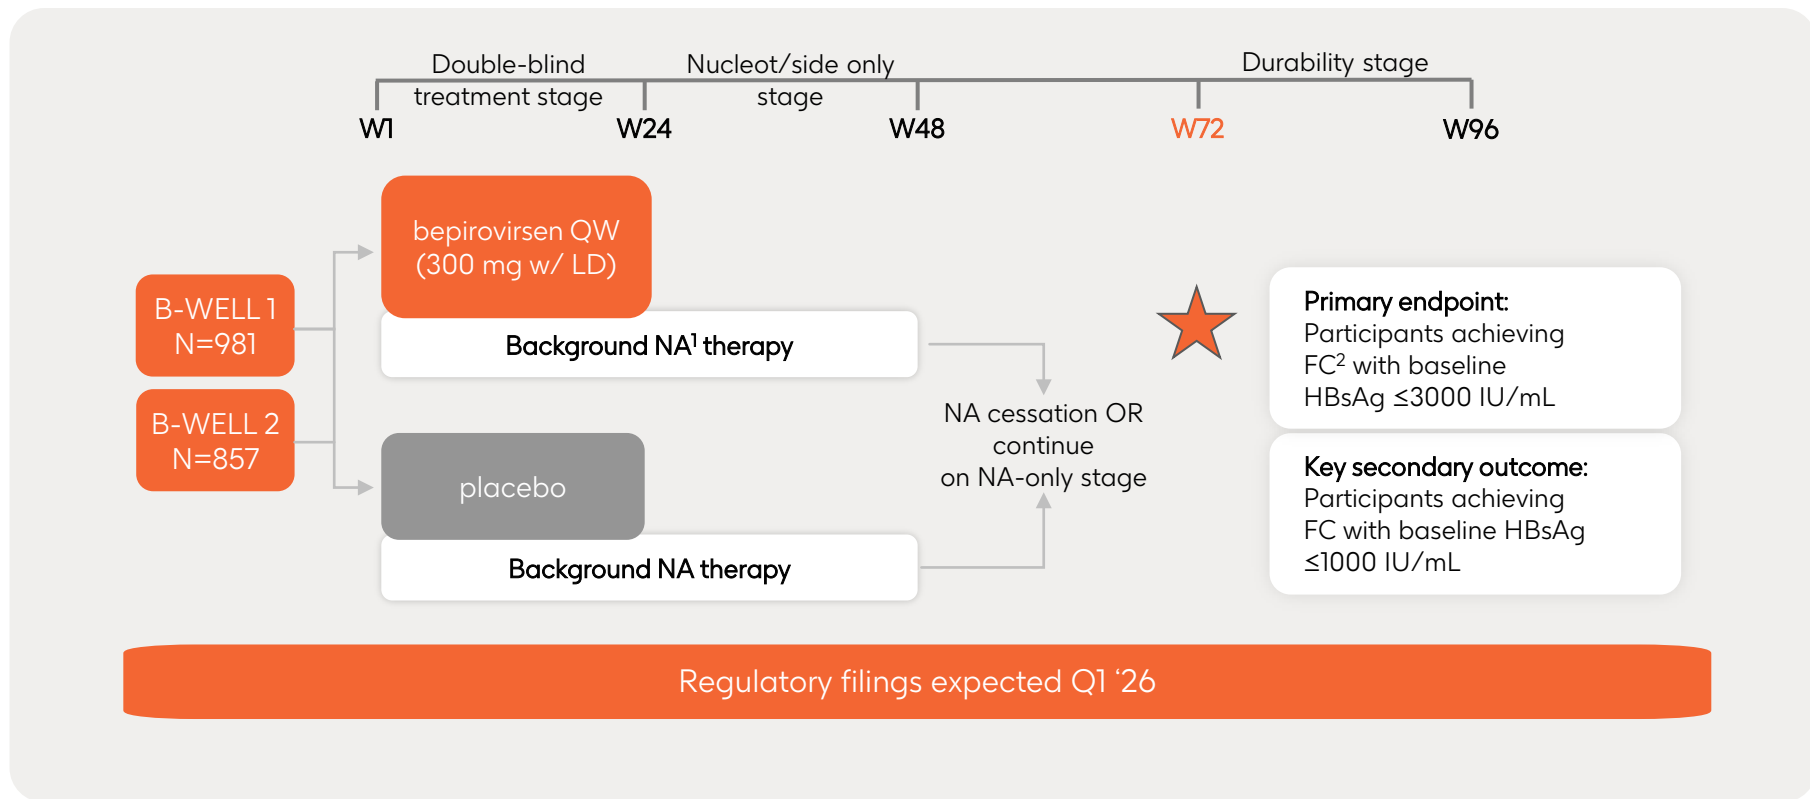 Double-blind
treatment stage
Nucleot/side only
stage
Durability stage
W1
W24
W48
W72
W96
B-WELL 1
N=981
B-WELL 2
N=857
bepirovirsen QW
(300 mg w/ LD)
Background NA¹ therapy
placebo
Background NA therapy
NA cessation OR
continue
on NA-only stage
Primary endpoint:
Participants achieving
FC² with baseline
HBsAg ≤3000 IU/mL
Key secondary outcome:
Participants achieving
FC with baseline HBsAg
≤1000 IU/mL
Regulatory filings expected Q1 ‘26